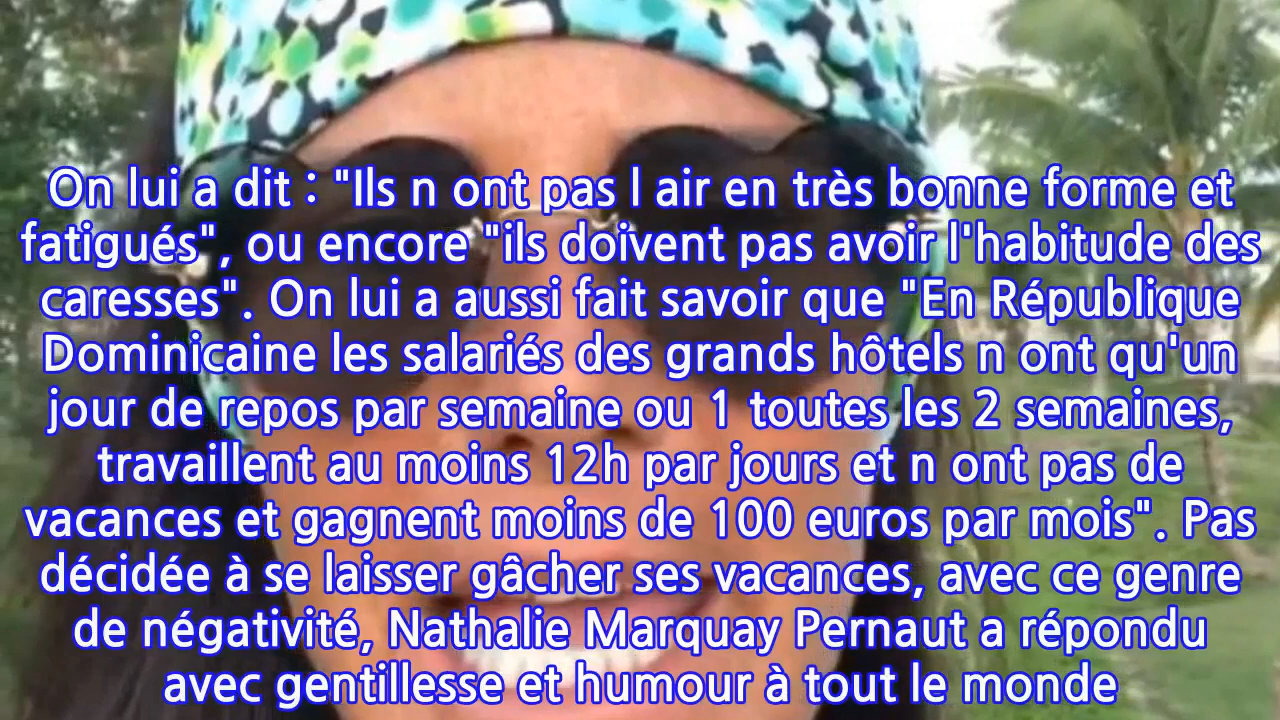 On lui a dit : "Ils n ont pas l air en très bonne forme et
fatigués", ou encore "ils doivent pas avoir l'habitude des
caresses". On lui a aussi fait savoir que "En République
Dominicaine les salariés des grands hôtels n ont qu'un
jour de repos par semaine ou 1 toutes les 2 semaines,
travaillent au moins 12h par jours et n ont pas de
vacances et gagnent moins de 100 euros par mois". Pas
décidée à se laisser gâcher ses vacances, avec ce genre
de négativité, Nathalie Marquay Pernaut a répondu
avec gentillesse et humour à tout le monde